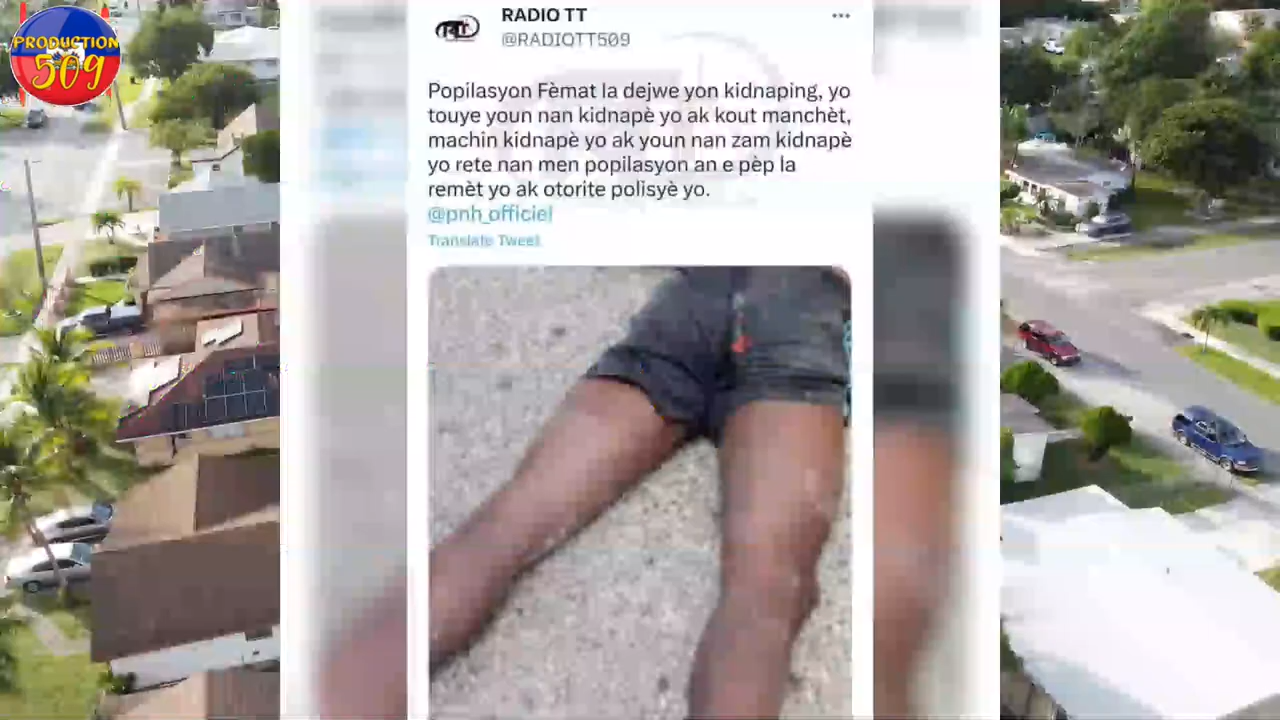 PRODUCTION
509
RADIO TT
@RADIOTT509
Popilasyon Fèmat la dejwe yon kidnaping, yo
touye youn nan kidnapè yo ak kout manchèt,
machin kidnapè yo ak youn nan zam kidnapè
yo rete nan men popilasyon an e pèp la
remèt yo ak otorite polisyè yo.
@pnh_officiel
Translate Tweet